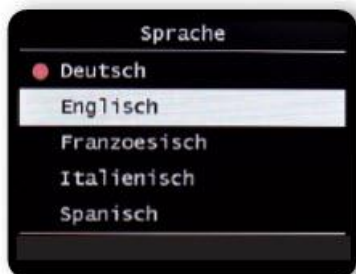 Sprache
Deutsch
Englisch
Franzoesisch
Italienisch
Spanisch